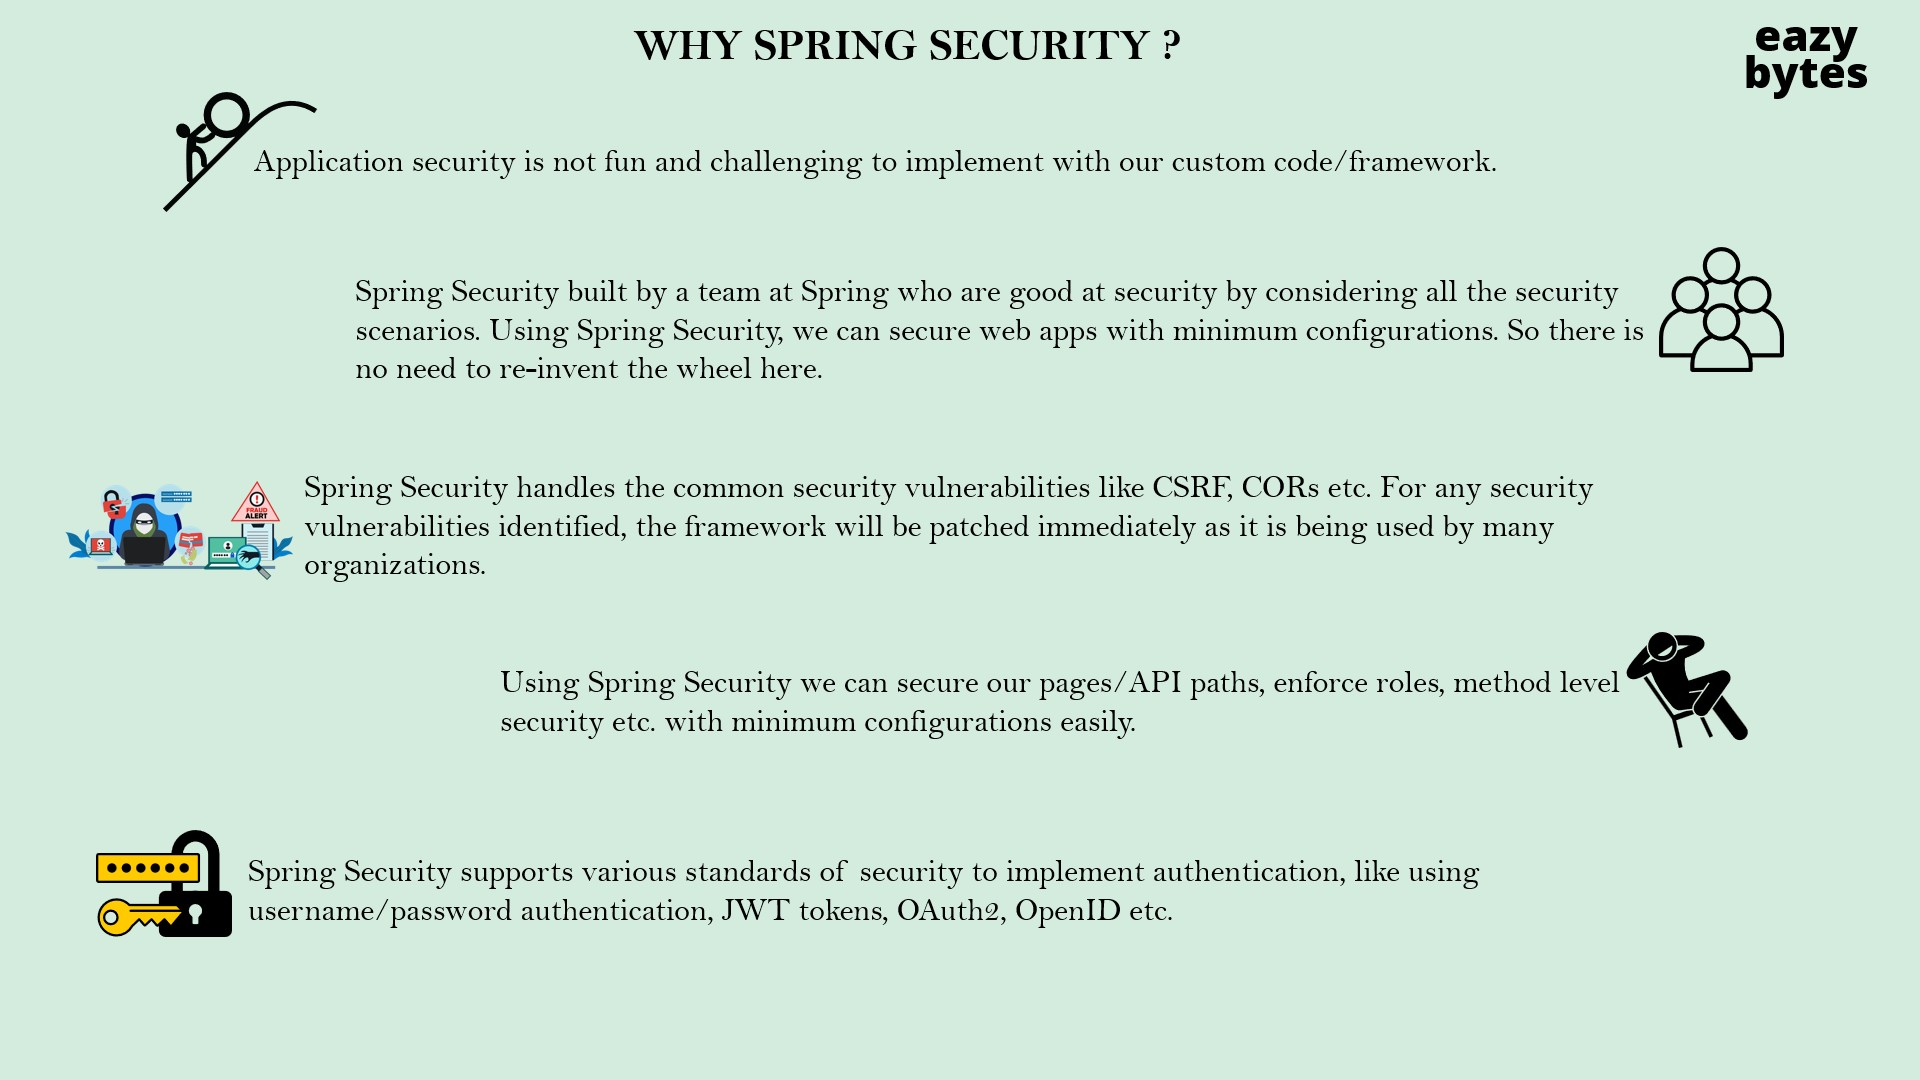 WHY SPRING SECURITY ?
eazy
bytes
Application security is not fun and challenging to implement with our custom code/framework.
Spring Security built by a team at Spring who are good at security by considering all the security
scenarios. Using Spring Security, we can secure web apps with minimum configurations. So there is
no need to re-invent the wheel here.
FRAUD
ALERT
Spring Security handles the common security vulnerabilities like CSRF, CORs etc. For any security
vulnerabilities identified, the framework will be patched immediately as it is being used by many
organizations.
Using Spring Security we can secure our pages/API paths, enforce roles, method level
security etc. with minimum configurations easily.
Spring Security supports various standards of  security to implement authentication, like using
username/password authentication, JWT tokens, OAuth2, OpenID etc.